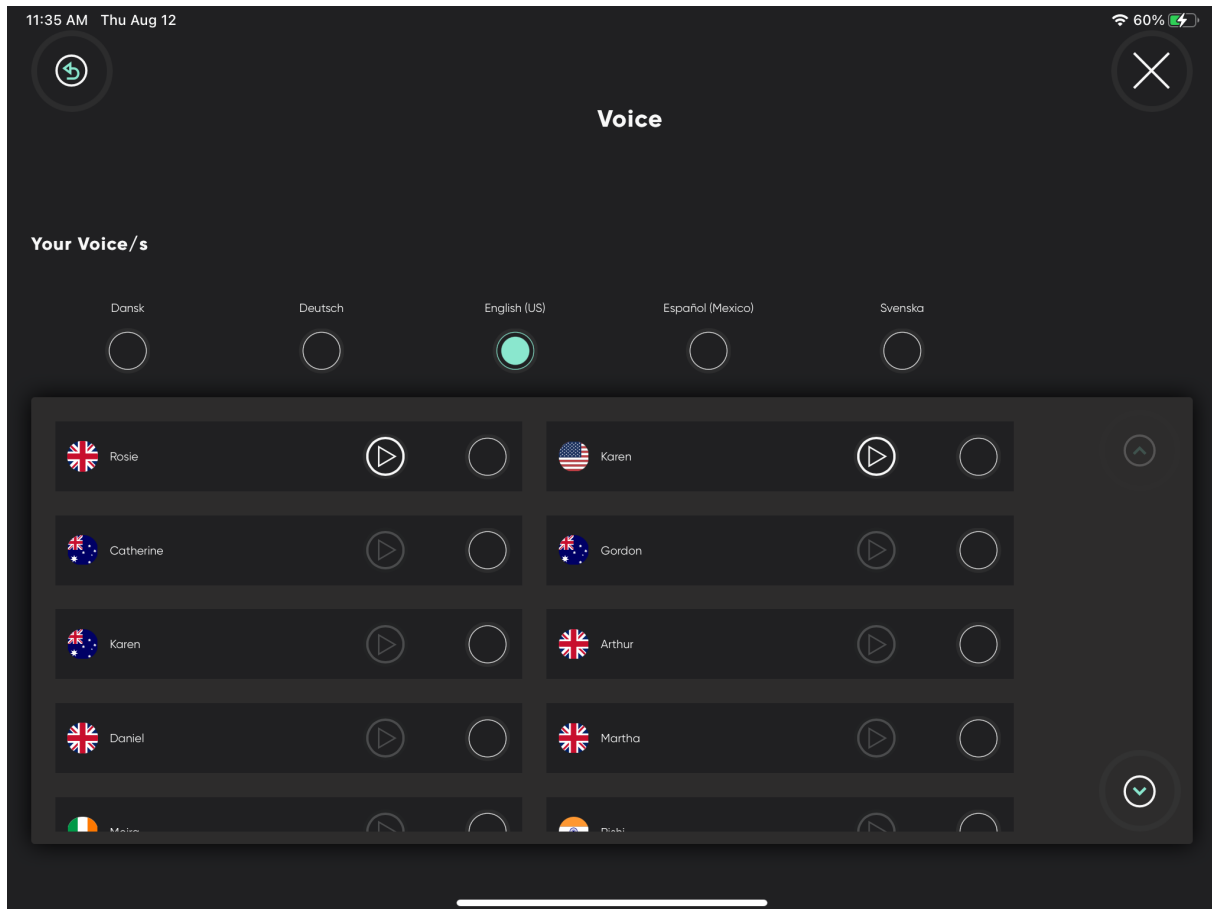 11:35 AM Thu Aug 12 60%
Voice
Your Voice/s
Dansk Deutsch English (US) Español (Mexico) Svenska
Rosie Karen
Catherine Gordon
Karen Arthur
Daniel Martha